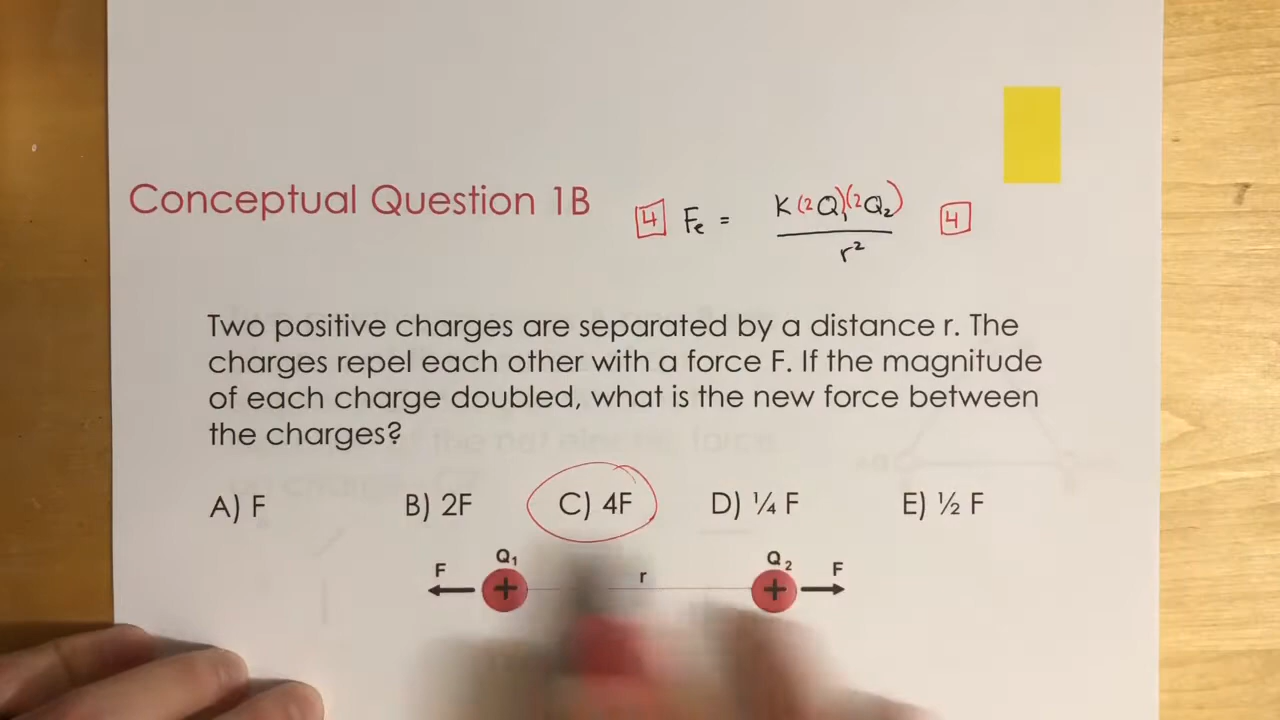 Conceptual Question 1B
4 Fe = K(2Q1)(2Q2) 4
r²
Two positive charges are separated by a distance r. The
charges repel each other with a force F. If the magnitude
of each charge doubled, what is the new force between
the charges?
A) F B) 2F C) 4F D) ¼ F E) ½ F
F Q1 r Q2 F
+ +